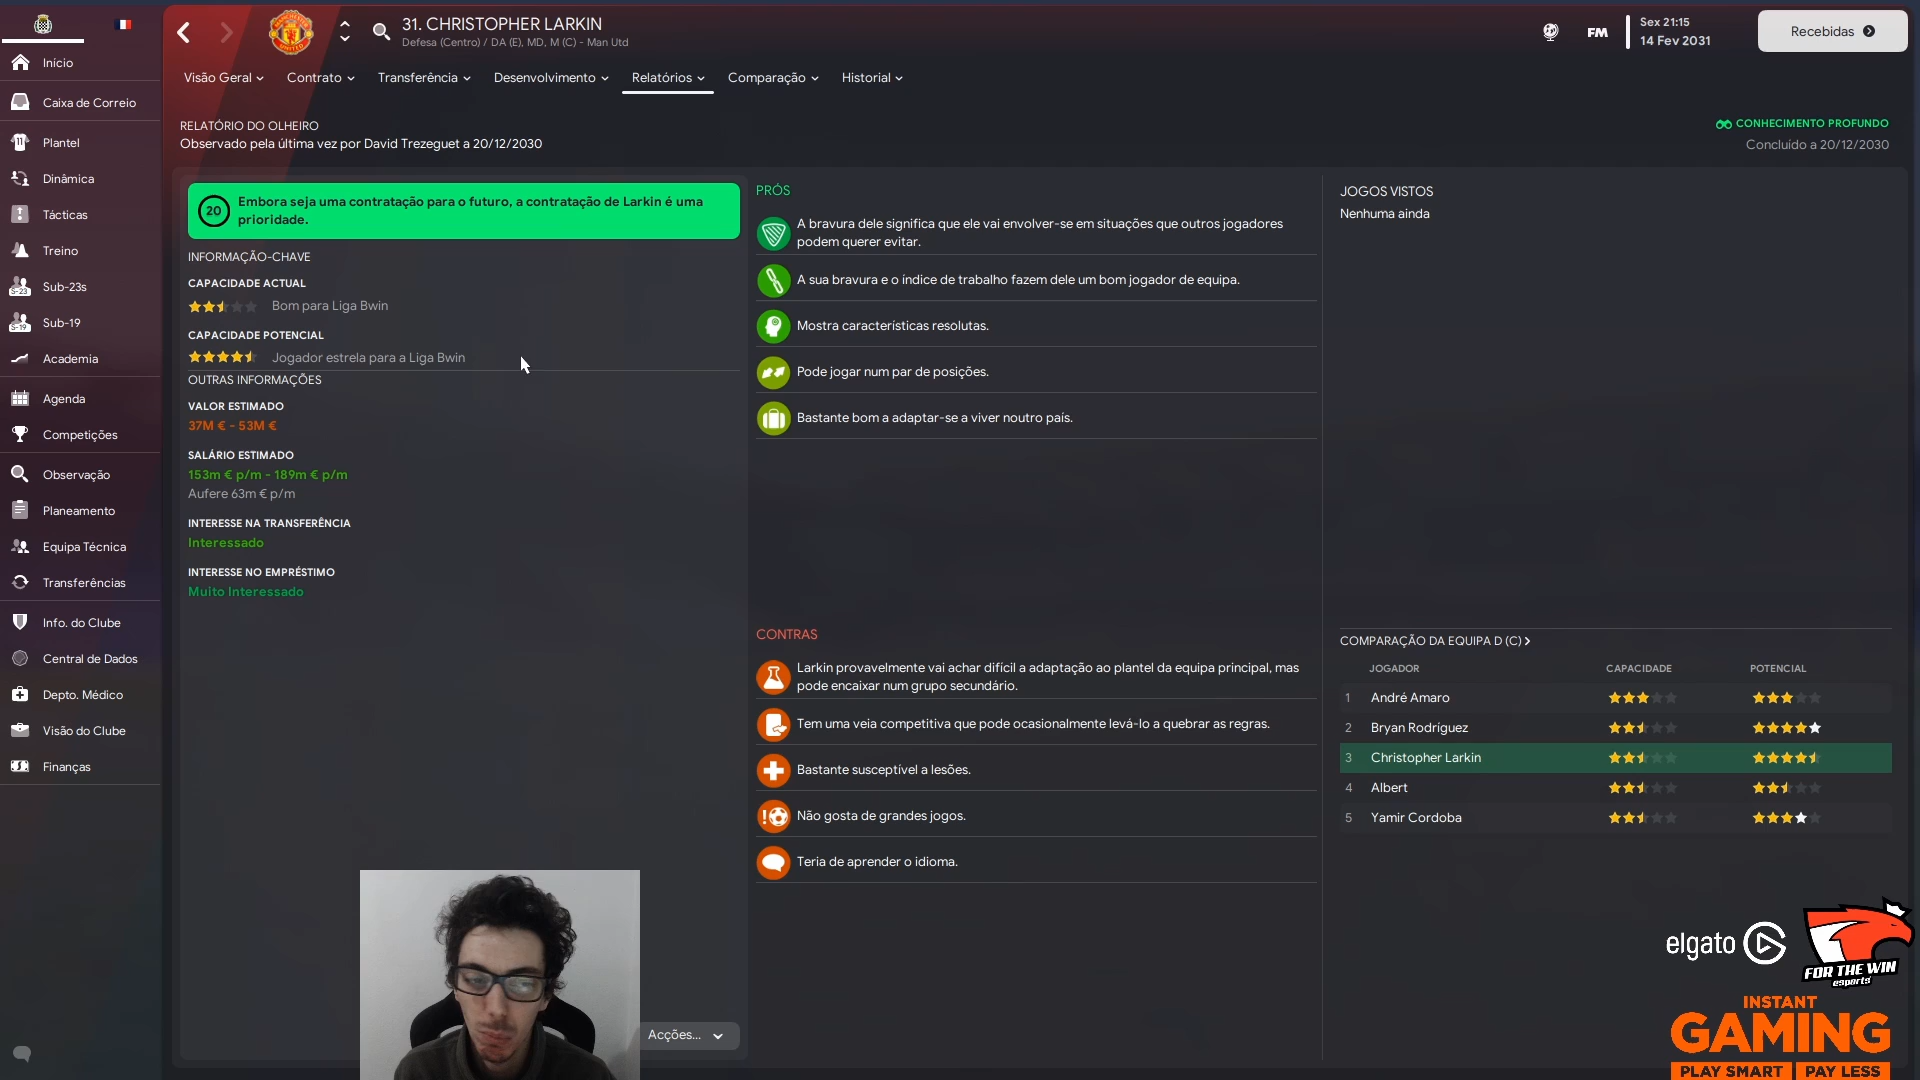 31. CHRISTOPHER LARKIN
Defesa (Centro) / DA (E), MD, M (C) - Man Utd
FM
Sex 21:15
14 Fev 2031
Recebidas
Início
Caixa de Correio
Plantel
Dinâmica
Tácticas
Treino
S-23
Sub-23s
S-19
Sub-19
Academia
Agenda
Competições
Observação
Planeamento
Equipa Técnica
Transferências
Info. do Clube
Central de Dados
Depto. Médico
Visão do Clube
Finanças
Visão Geral
Contrato
Transferência
Desenvolvimento
Relatórios
Comparação
Historial
RELATÓRIO DO OLHEIRO
Observado pela última vez por David Trezeguet a 20/12/2030
CONHECIMENTO PROFUNDO
Concluído a 20/12/2030
20
Embora seja uma contratação para o futuro, a contratação de Larkin é uma
prioridade.
INFORMAÇÃO-CHAVE
CAPACIDADE ACTUAL
Bom para Liga Bwin
CAPACIDADE POTENCIAL
Jogador estrela para a Liga Bwin
OUTRAS INFORMAÇÕES
VALOR ESTIMADO
37M € - 53M €
SALÁRIO ESTIMADO
153m € p/m - 189m € p/m
Aufere 63m € p/m
INTERESSE NA TRANSFERÊNCIA
Interessado
INTERESSE NO EMPRÉSTIMO
Muito Interessado
Acções...
PRÓS
A bravura dele significa que ele vai envolver-se em situações que outros jogadores
podem querer evitar.
A sua bravura e o índice de trabalho fazem dele um bom jogador de equipa.
Mostra características resolutas.
Pode jogar num par de posições.
Bastante bom a adaptar-se a viver noutro país.
CONTRAS
Larkin provavelmente vai achar difícil a adaptação ao plantel da equipa principal, mas
pode encaixar num grupo secundário.
Tem uma veia competitiva que pode ocasionalmente levá-lo a quebrar as regras.
Bastante susceptível a lesões.
Não gosta de grandes jogos.
Teria de aprender o idioma.
JOGOS VISTOS
Nenhuma ainda
COMPARAÇÃO DA EQUIPA D (C)
JOGADOR CAPACIDADE POTENCIAL
1 André Amaro
2 Bryan Rodríguez
3 Christopher Larkin
4 Albert
5 Yamir Cordoba
elgato
FOR THE WIN
esports
INSTANT
GAMING
PLAY SMART PAY LESS